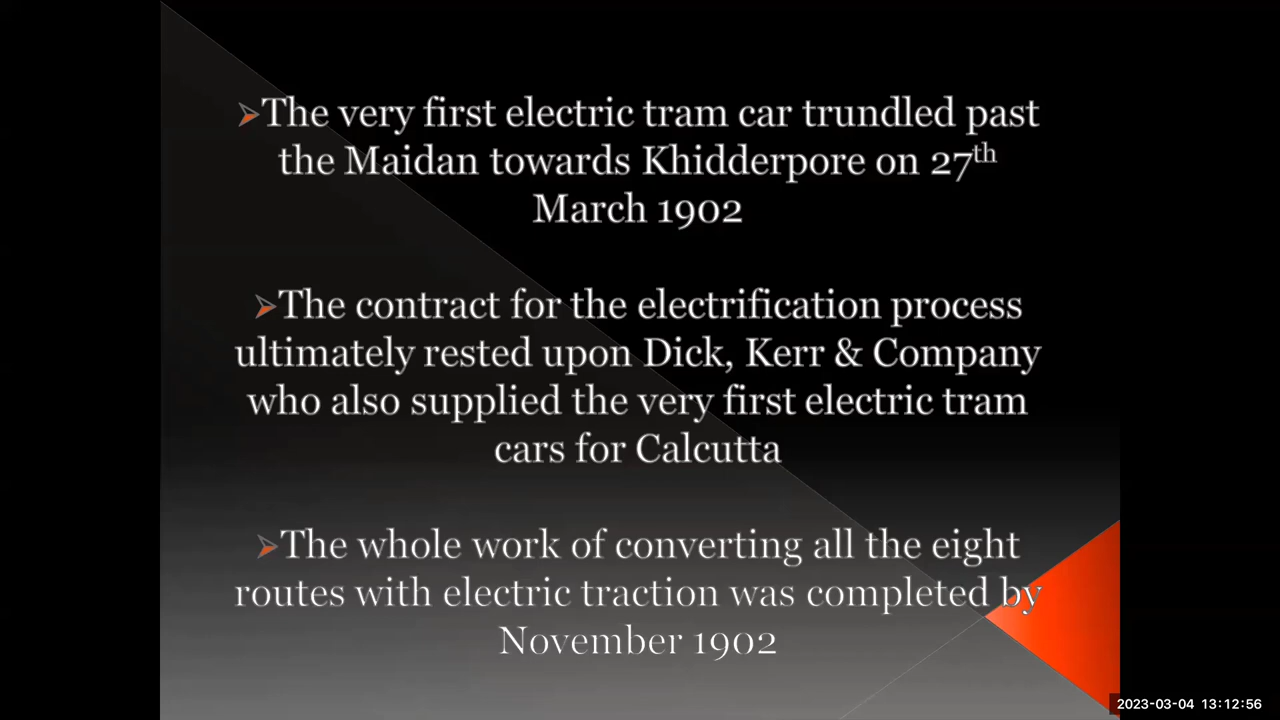 ➢The very first electric tram car trundled past
the Maidan towards Khidderpore on 27th
March 1902
➢The contract for the electrification process
ultimately rested upon Dick, Kerr & Company
who also supplied the very first electric tram
cars for Calcutta
➢The whole work of converting all the eight
routes with electric traction was completed by
November 1902
2023-03-04 13:12:56